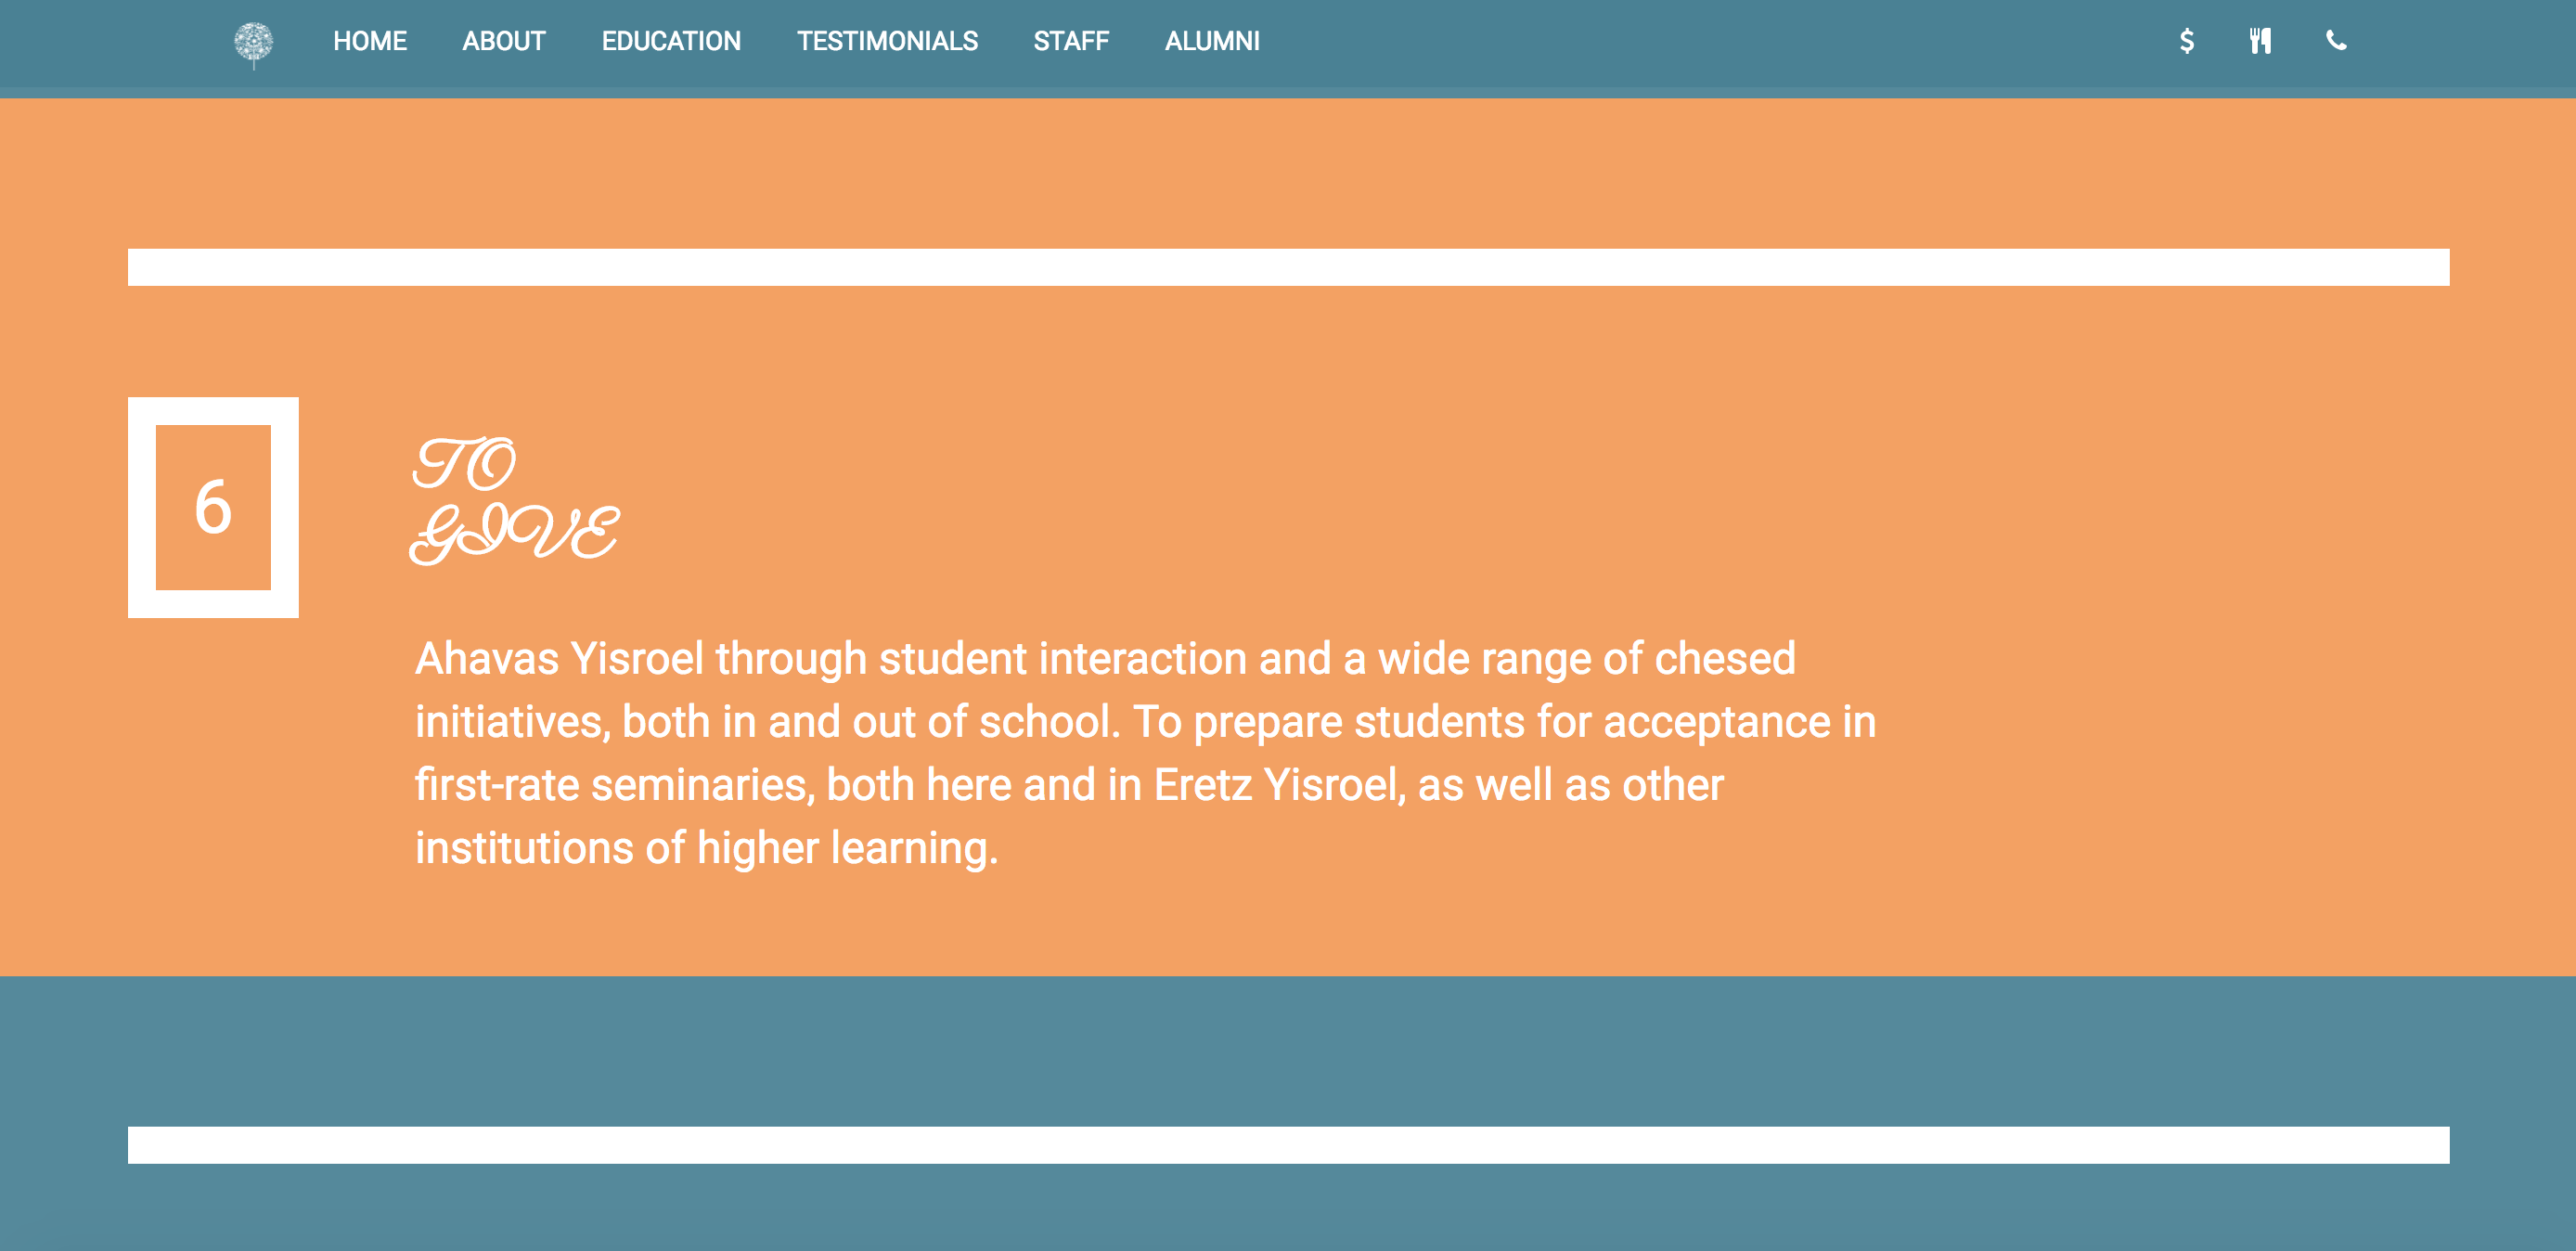 HOME ABOUT EDUCATION TESTIMONIALS STAFF ALUMNI $
6
TO
GIVE
Ahavas Yisroel through student interaction and a wide range of chesed
initiatives, both in and out of school. To prepare students for acceptance in
first-rate seminaries, both here and in Eretz Yisroel, as well as other
institutions of higher learning.